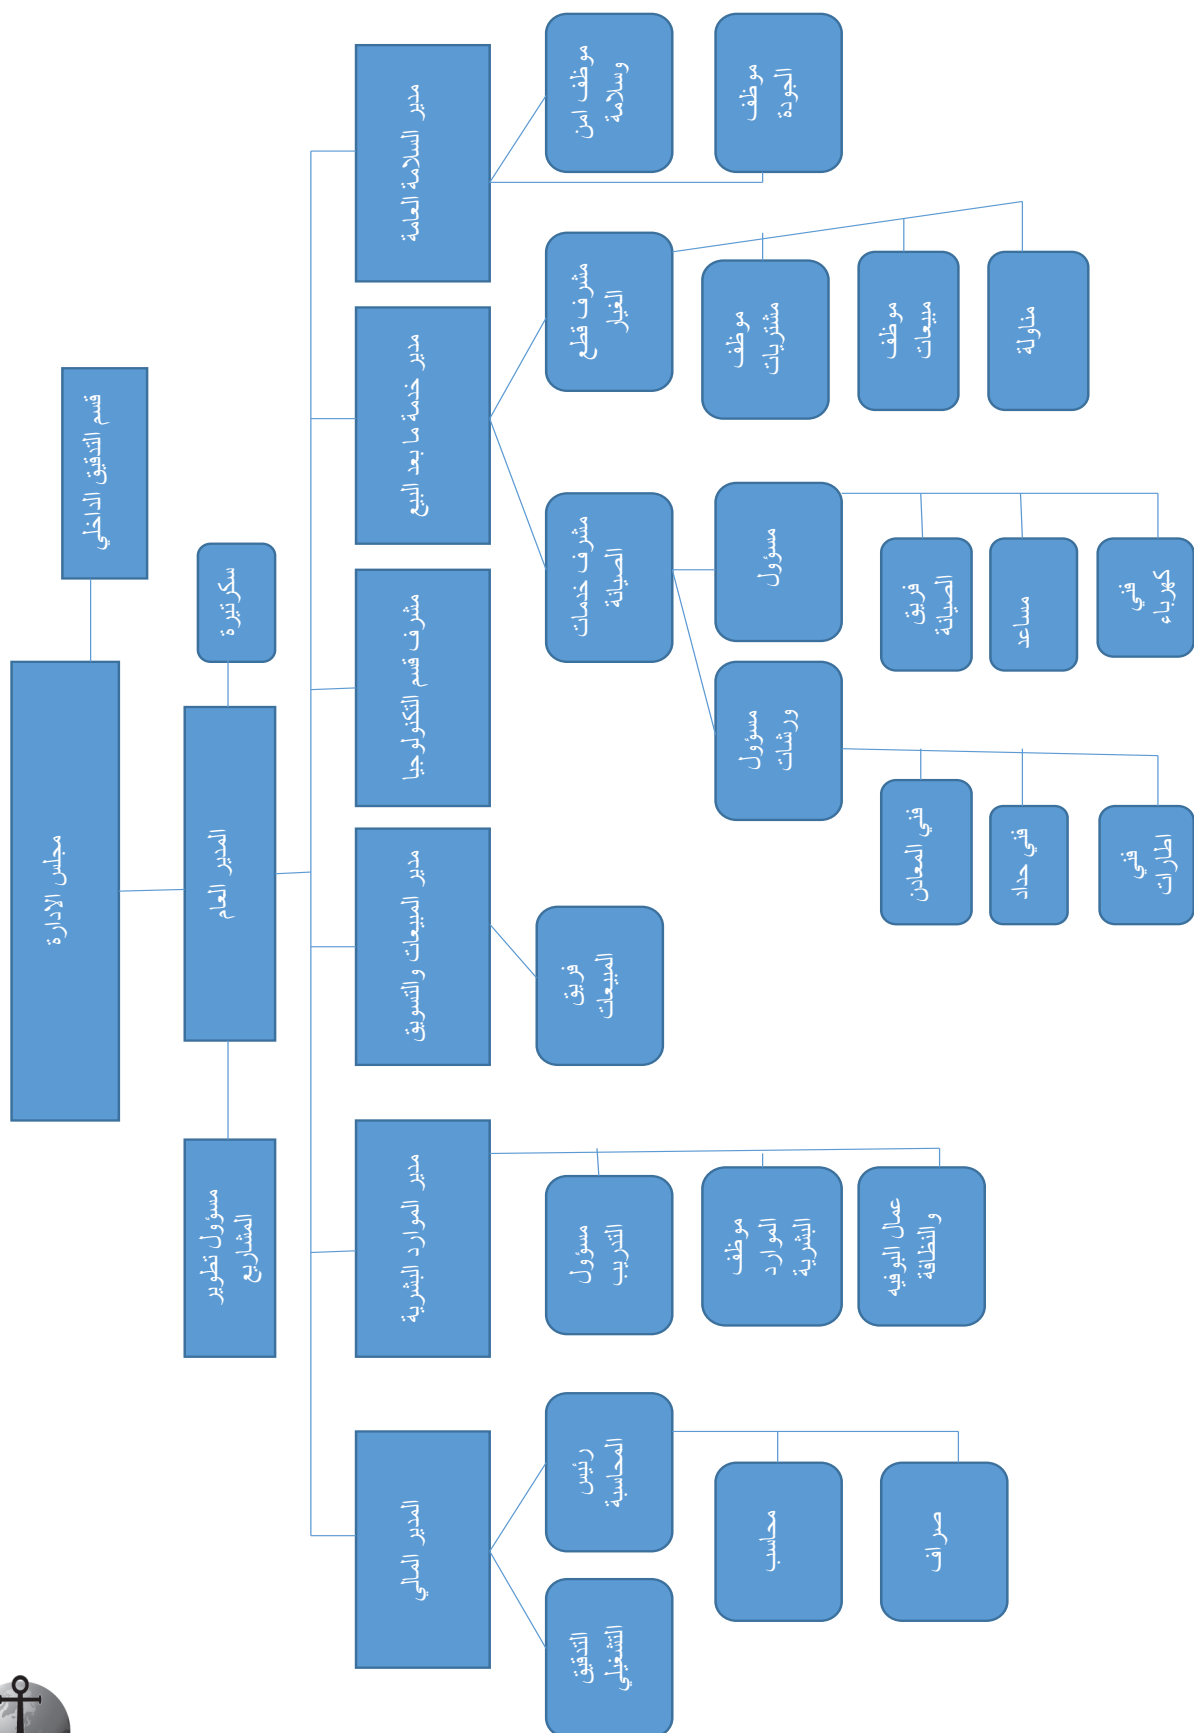 مجلس الادارة
قسم التدقيق الداخلي
المدير العام
سكرتيرة
مسؤول تطوير
المشاريع
مدير السلامة العامة
مدير خدمة ما بعد البيع
مشرف قسم التكنولوجيا
مدير المبيعات والتسويق
مدير الموارد البشرية
المدير المالي
موظف امن
وسلامة
موظف
الجودة
مشرف قطع
الغيار
موظف
مشتريات
موظف
مبيعات
مناولة
مشرف خدمات
الصيانة
مسؤول
فريق
الصيانة
مساعد
فني
كهرباء
مسؤول
ورشات
فني المعادن
فني حداد
فني
اطارات
فريق
المبيعات
مسؤول
التدريب
موظف
الموارد
البشرية
عمال البوفيه
و النظافة
رئيس
المحاسبة
محاسب
صراف
التدقيق
التشغيلي